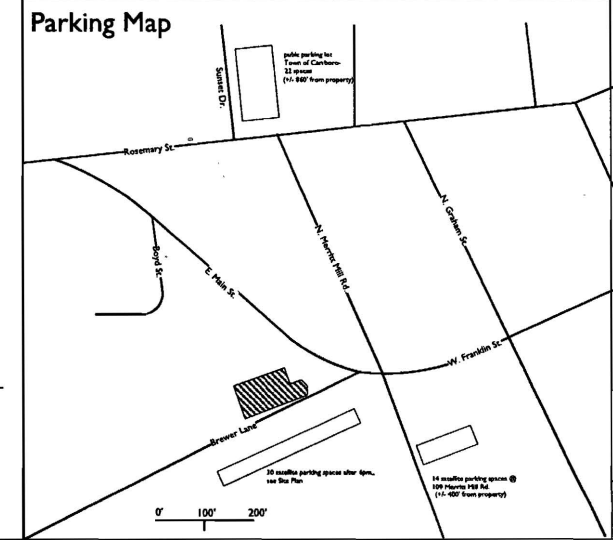 Parking Map
public parking lot
Town of Carrboro-
22 spaces
(+/- 860' from property)
Sunset Dr.
Rosemary St.
N. Merritt Mill Rd.
N. Graham St.
Boyd St.
E. Main St.
W. Franklin St.
Brewer Lane
20 satellite parking spaces after 6pm,
see Site Plan
14 satellite parking spaces @
109 Merritt Mill Rd.
(+/- 400' from property)
0' 100' 200'